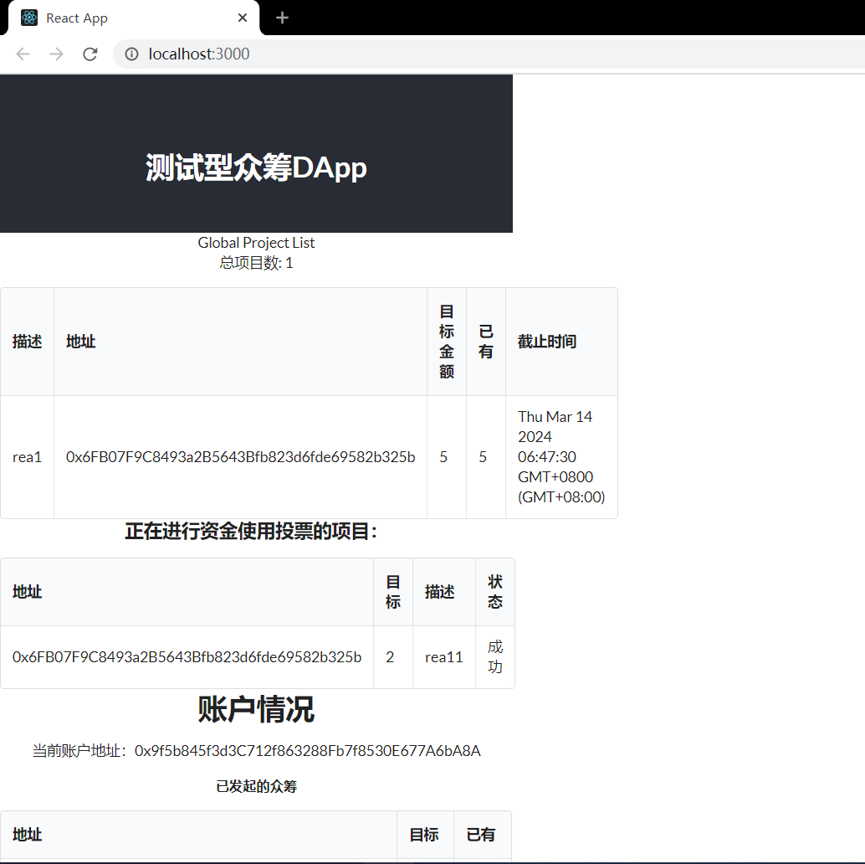 React App
localhost:3000
测试型众筹DApp
Global Project List
总项目数: 1
描述 地址 目标金额 已有 截止时间
rea1 0x6FB07F9C8493a2B5643Bfb823d6fde69582b325b 5 5 Thu Mar 14 2024 06:47:30 GMT+0800 (GMT+08:00)
正在进行资金使用投票的项目：
地址 目标 描述 状态
0x6FB07F9C8493a2B5643Bfb823d6fde69582b325b 2 rea11 成功
账户情况
当前账户地址：0x9f5b845f3d3C712f863288Fb7f8530E677A6bA8A
已发起的众筹
地址 目标 已有